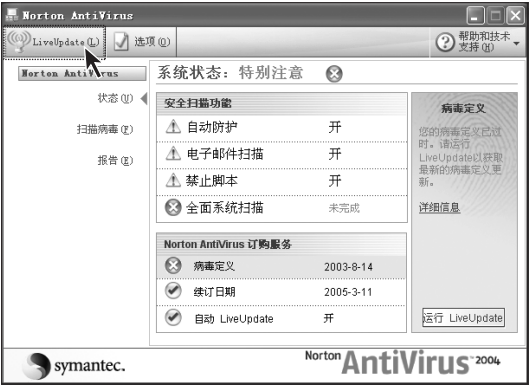 Norton AntiVirus
LiveUpdate(L) 选项(O) 帮助和技术支持(H)
Norton AntiVirus
状态(U)
扫描病毒(F)
报告(E)
系统状态：特别注意
安全扫描功能
自动防护 开
电子邮件扫描 开
禁止脚本 开
全面系统扫描 未完成
Norton AntiVirus 订购服务
病毒定义 2003-8-14
续订日期 2005-3-11
自动 LiveUpdate 开
病毒定义
您的病毒定义已过
时。请运行
LiveUpdate以获取
最新的病毒定义更
新。
详细信息
运行 LiveUpdate
symantec.
Norton AntiVirus 2004